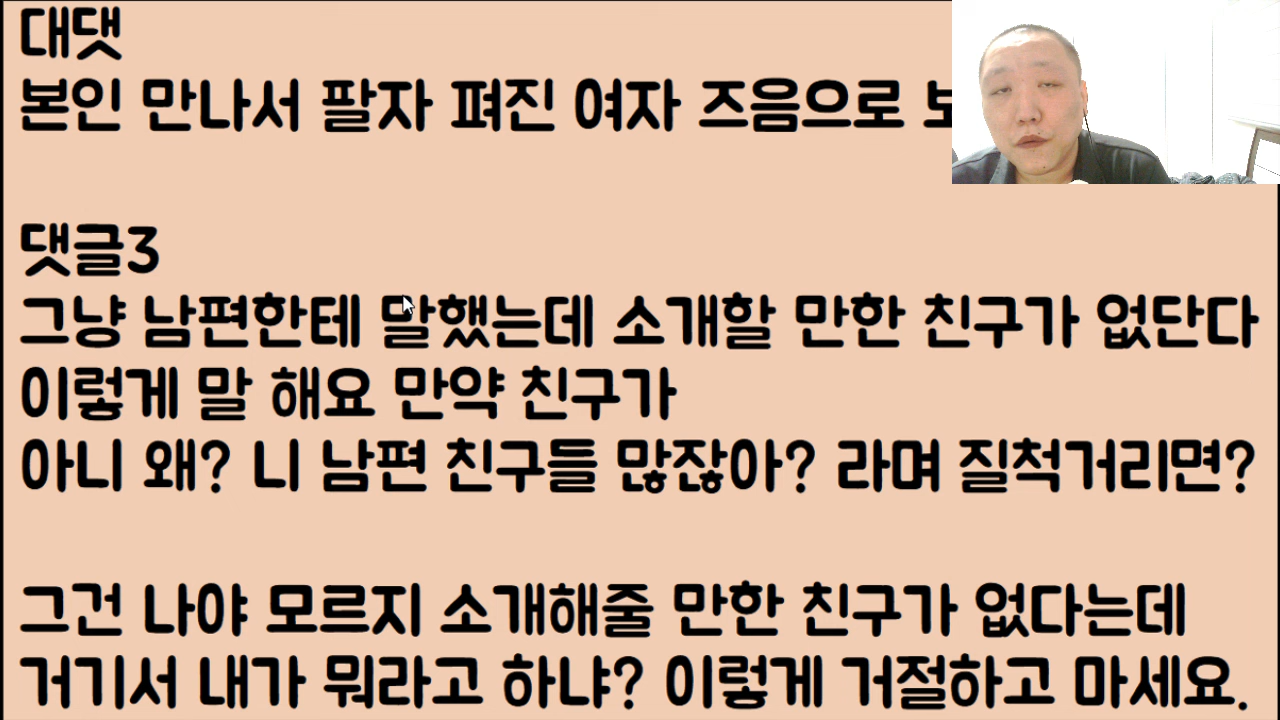 대댓
본인 만나서 팔자 펴진 여자 즈음으로
댓글3
그냥 남편한테 말했는데 소개할 만한 친구가 없단다
이렇게 말 해요 만약 친구가
아니 왜? 니 남편 친구들 많잖아? 라며 질척거리면?
그건 나야 모르지 소개해줄 만한 친구가 없다는데
거기서 내가 뭐라고 하냐? 이렇게 거절하고 마세요.